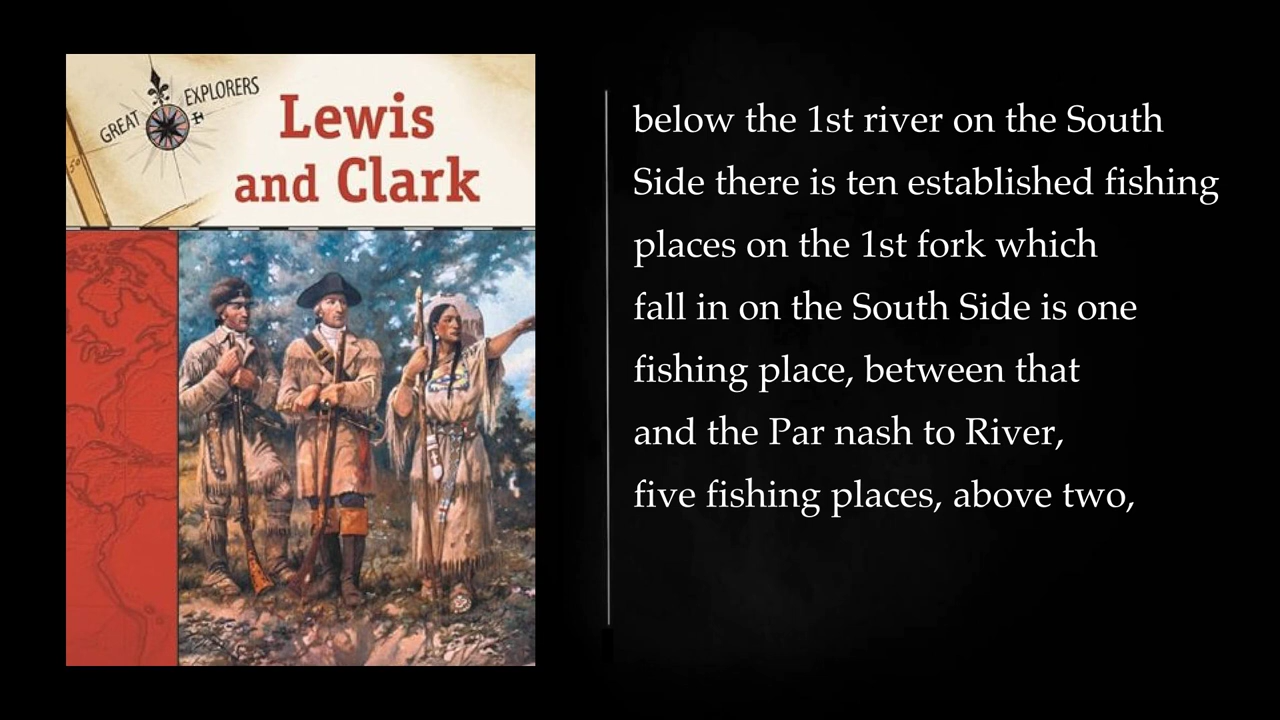 GREAT EXPLORERS
Lewis
and Clark
50
below the 1st river on the South
Side there is ten established fishing
places on the 1st fork which
fall in on the South Side is one
fishing place, between that
and the Par nash to River,
five fishing places, above two,